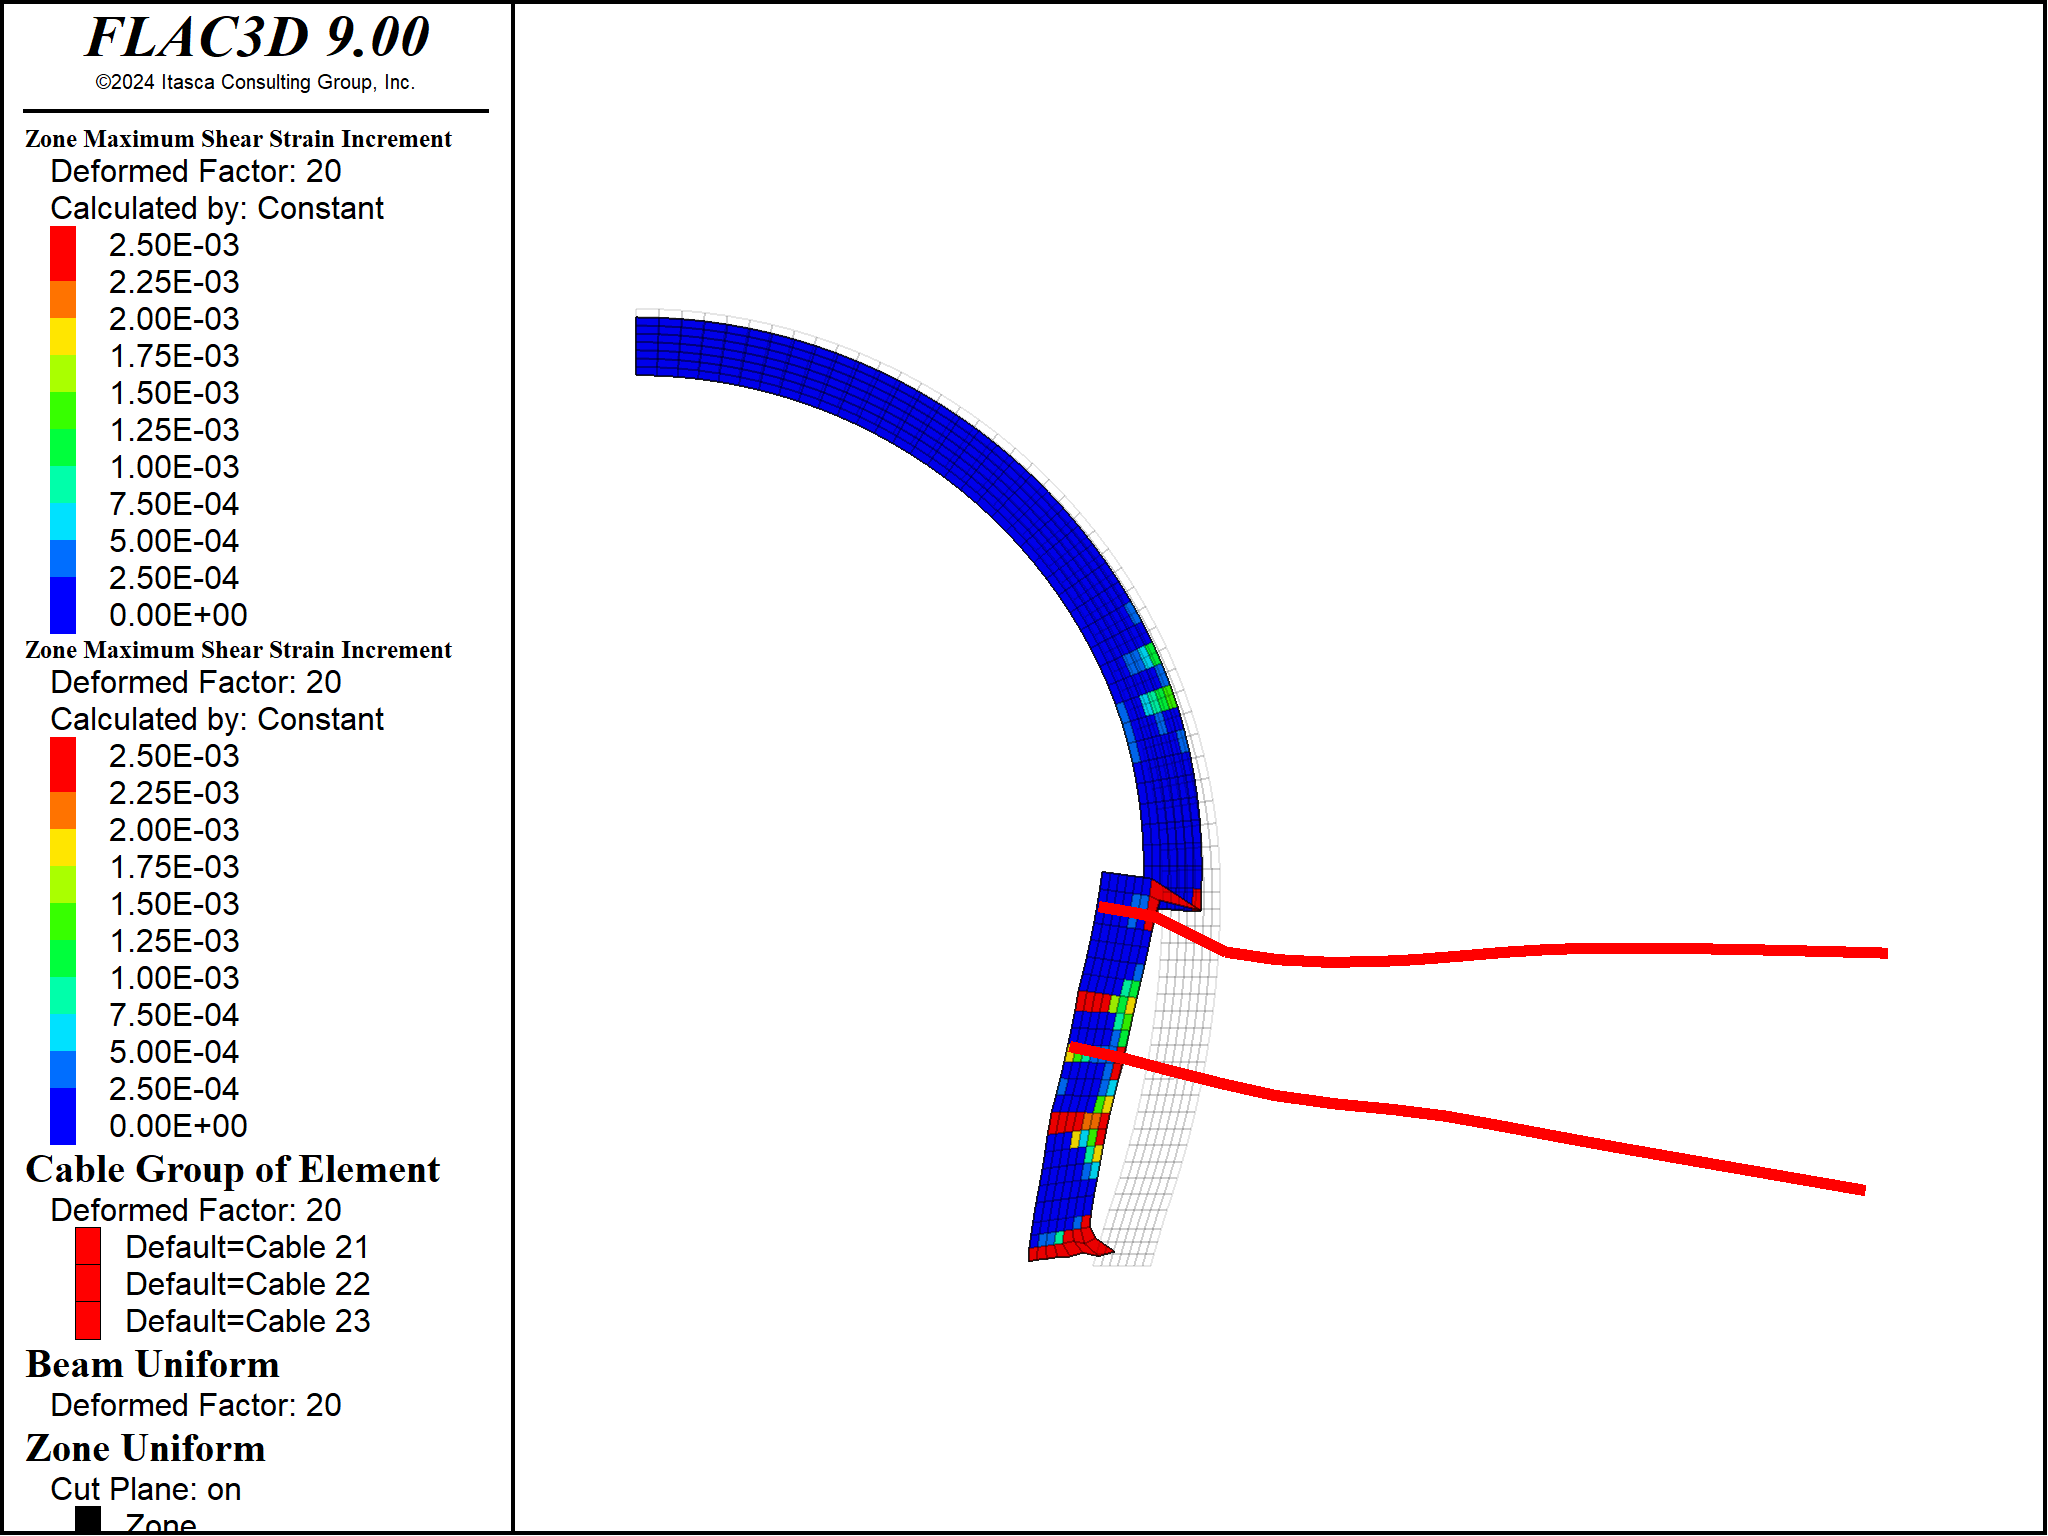 FLAC3D 9.00
©2024 Itasca Consulting Group, Inc.
Zone Maximum Shear Strain Increment
Deformed Factor: 20
Calculated by: Constant
2.50E-03
2.25E-03
2.00E-03
1.75E-03
1.50E-03
1.25E-03
1.00E-03
7.50E-04
5.00E-04
2.50E-04
0.00E+00
Zone Maximum Shear Strain Increment
Deformed Factor: 20
Calculated by: Constant
2.50E-03
2.25E-03
2.00E-03
1.75E-03
1.50E-03
1.25E-03
1.00E-03
7.50E-04
5.00E-04
2.50E-04
0.00E+00
Cable Group of Element
Deformed Factor: 20
Default=Cable 21
Default=Cable 22
Default=Cable 23
Beam Uniform
Deformed Factor: 20
Zone Uniform
Cut Plane: on
Zone